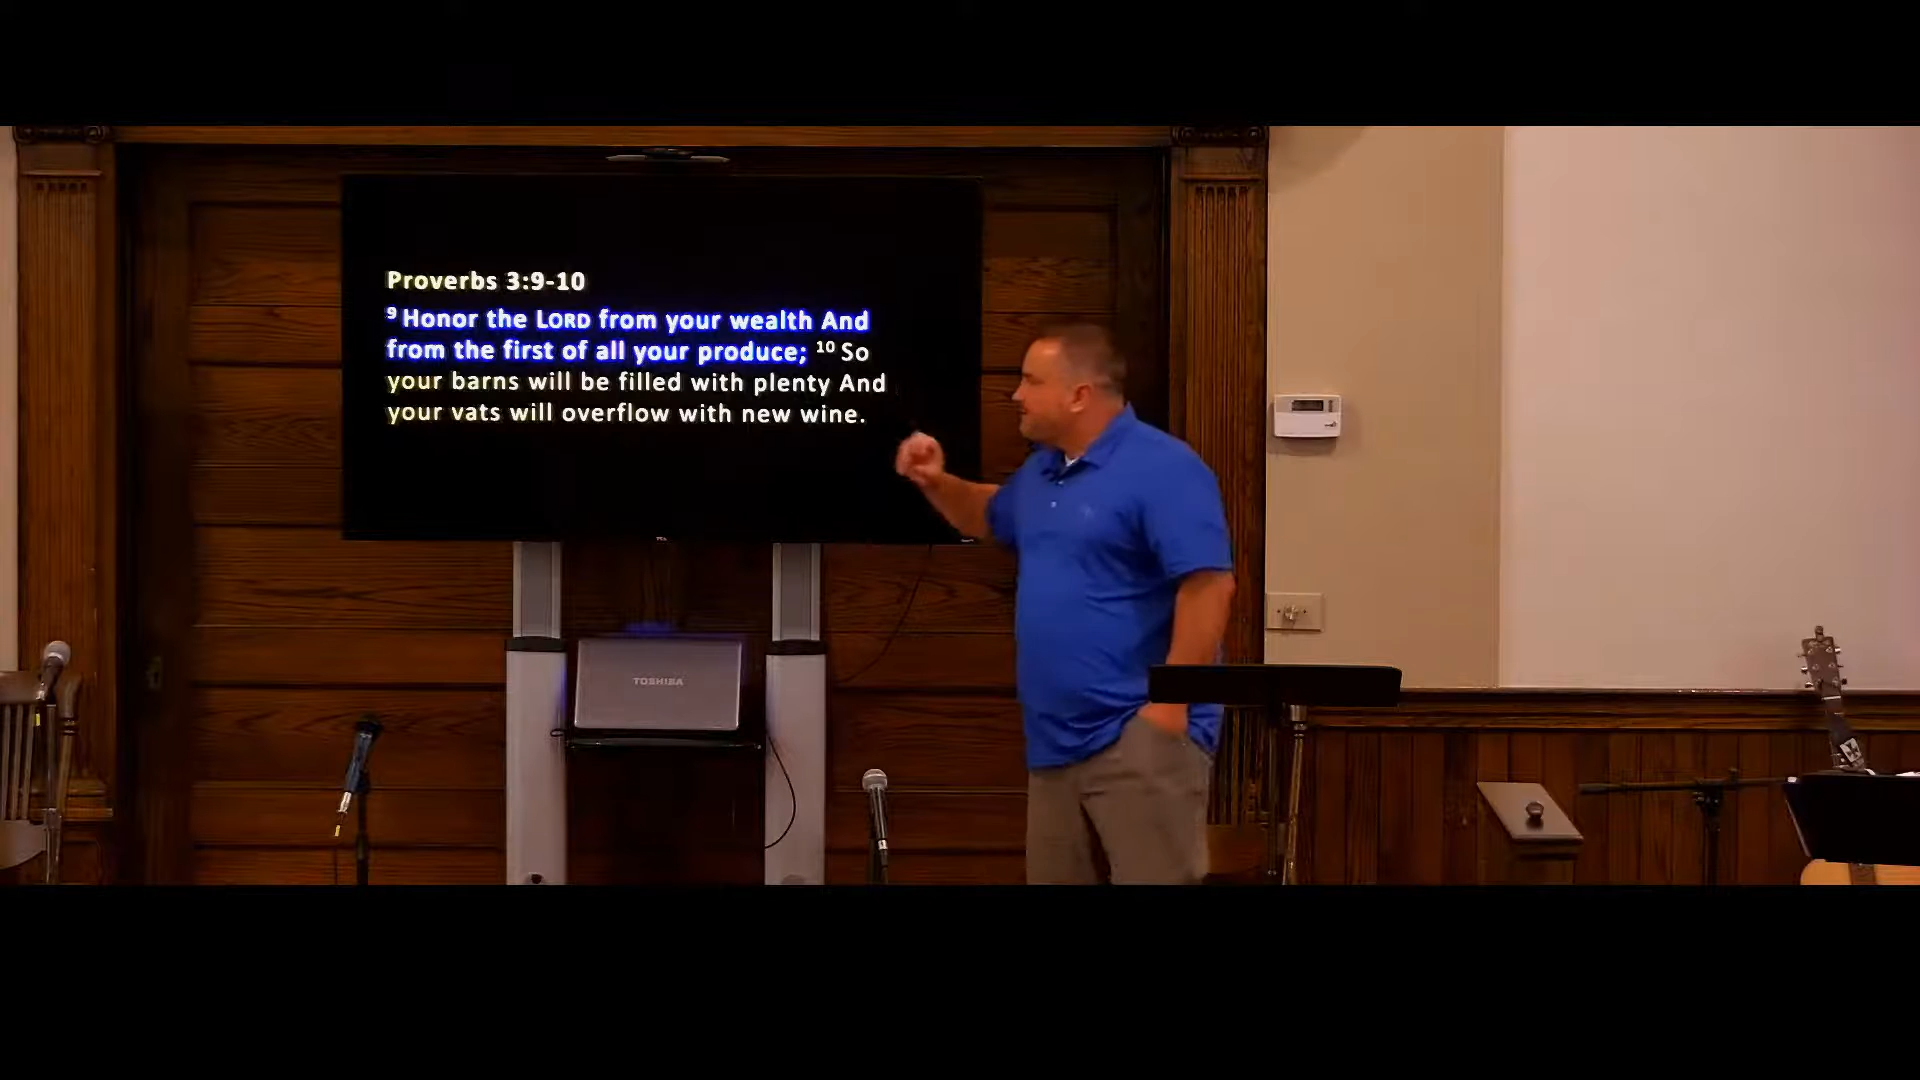 Proverbs 3:9-10
9 Honor the LORD from your wealth And
from the first of all your produce; 10 So
your barns will be filled with plenty And
your vats will overflow with new wine.
TOSHIBA